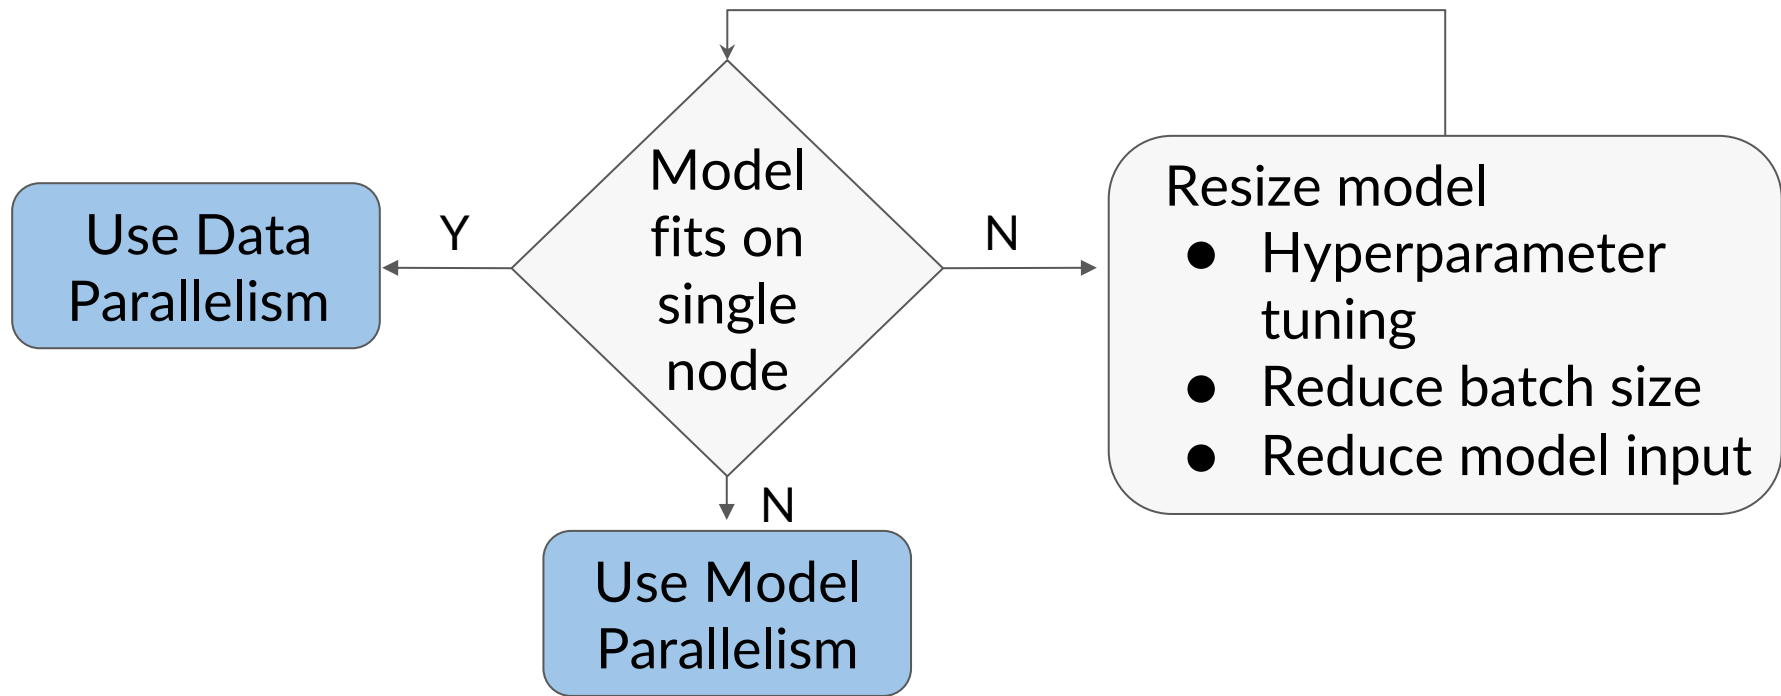 Use Data
Parallelism
Y
Model
fits on
single
node
N
Resize model
● Hyperparameter
tuning
● Reduce batch size
● Reduce model input
N
Use Model
Parallelism